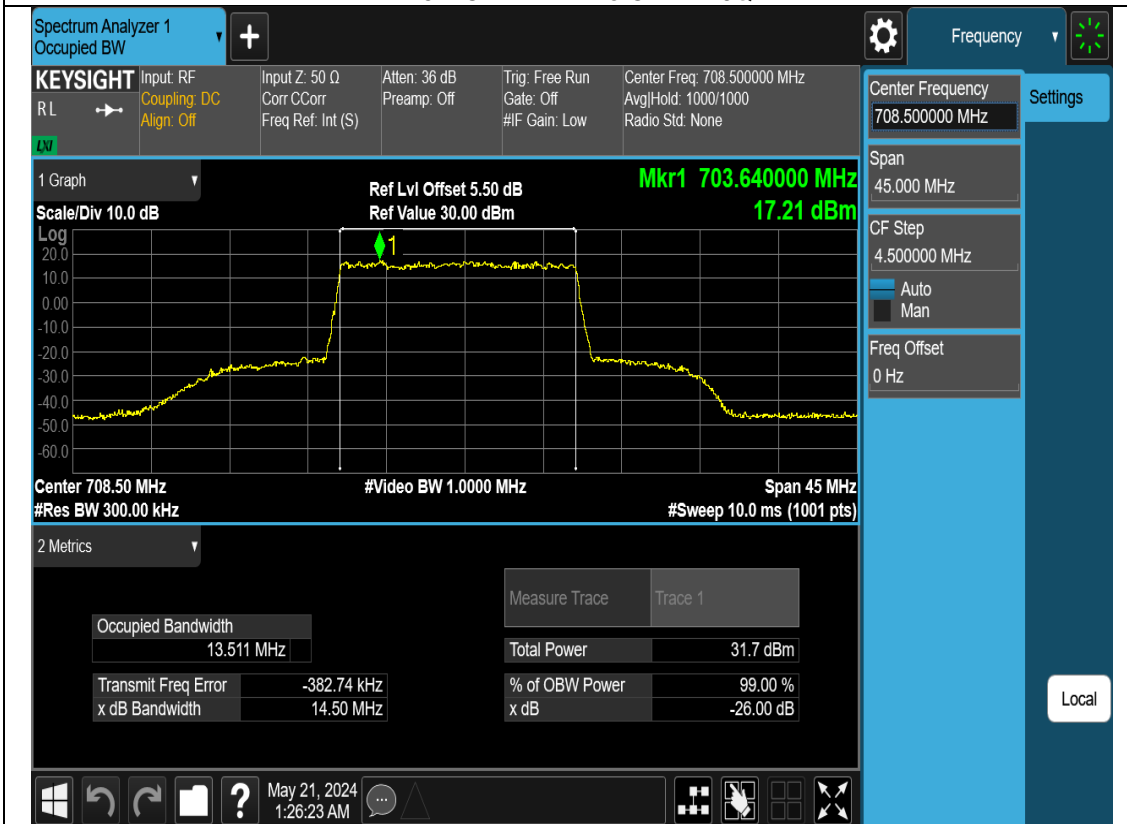 Spectrum Analyzer 1
Occupied BW
+
Frequency
KEYSIGHT
R L
LXI
Input: RF
Coupling: DC
Align: Off
Input Z: 50 Ω
Corr CCorr
Freq Ref: Int (S)
Atten: 36 dB
Preamp: Off
Trig: Free Run
Gate: Off
#IF Gain: Low
Center Freq: 708.500000 MHz
Avg|Hold: 1000/1000
Radio Std: None
Center Frequency
708.500000 MHz
Settings
Span
45.000 MHz
CF Step
4.500000 MHz
Auto
Man
Freq Offset
0 Hz
Local
1 Graph
Scale/Div 10.0 dB
Ref Lvl Offset 5.50 dB
Ref Value 30.00 dBm
Mkr1 703.640000 MHz
17.21 dBm
Log
1
20.0
10.0
0.00
-10.0
-20.0
-30.0
-40.0
-50.0
-60.0
Center 708.50 MHz
#Video BW 1.0000 MHz
Span 45 MHz
#Res BW 300.00 kHz
#Sweep 10.0 ms (1001 pts)
2 Metrics
Measure Trace
Trace 1
Occupied Bandwidth
13.511 MHz
Total Power
31.7 dBm
Transmit Freq Error
-382.74 kHz
% of OBW Power
99.00 %
x dB Bandwidth
14.50 MHz
x dB
-26.00 dB
?
May 21, 2024
1:26:23 AM